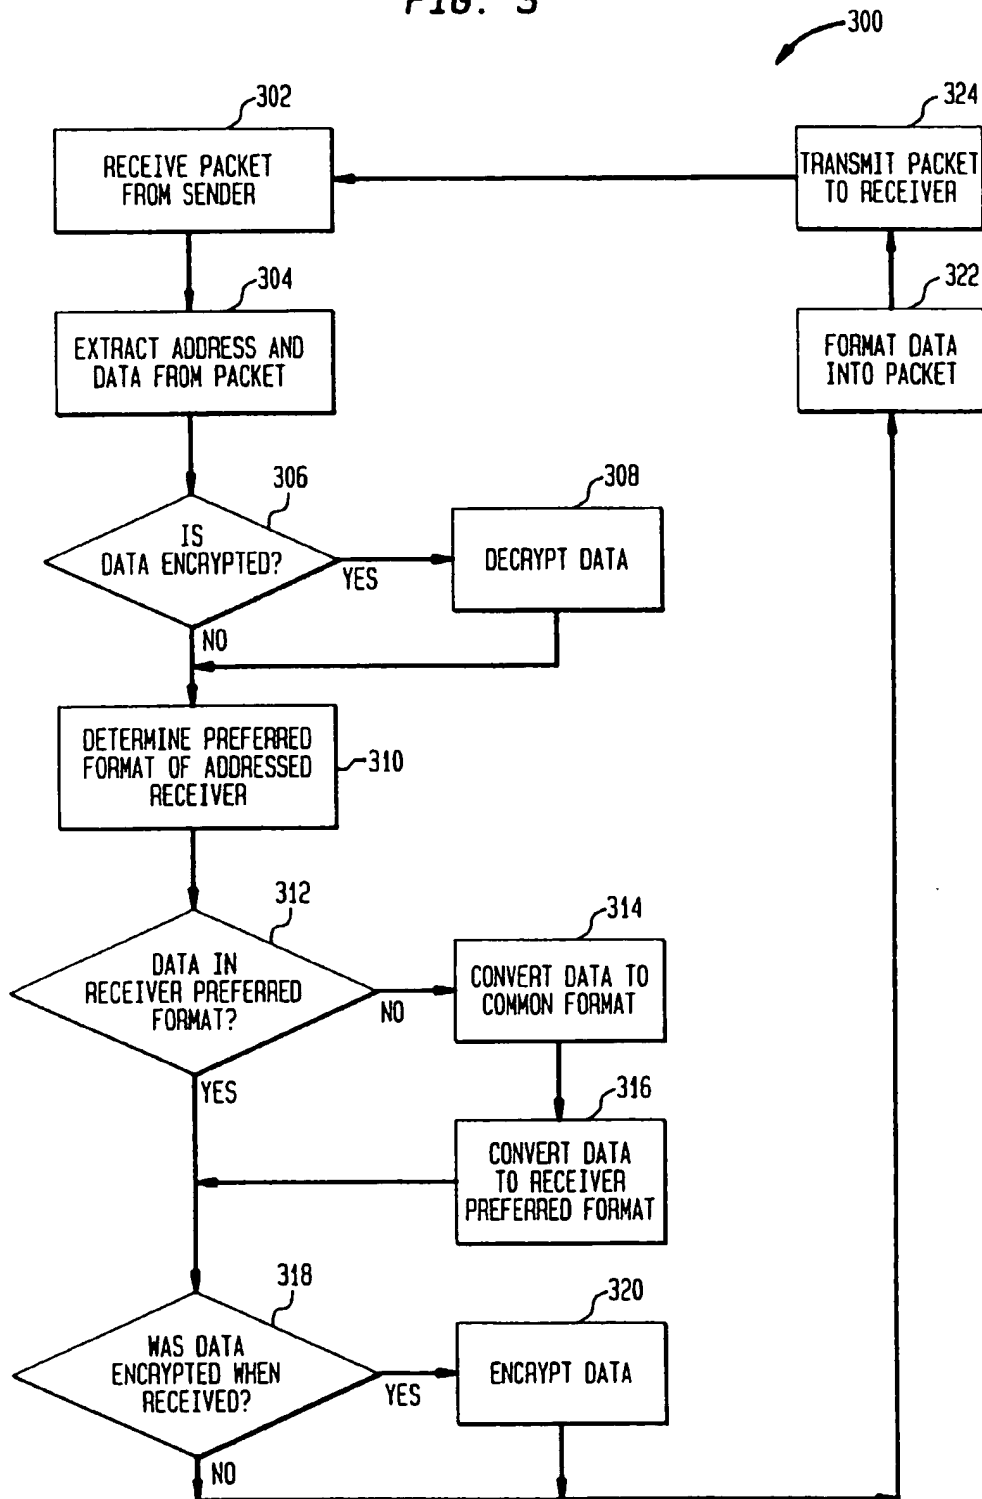 FIG. 3
300
302
RECEIVE PACKET
FROM SENDER
324
TRANSMIT PACKET
TO RECEIVER
304
EXTRACT ADDRESS AND
DATA FROM PACKET
322
FORMAT DATA
INTO PACKET
306
IS
DATA ENCRYPTED?
YES
NO
308
DECRYPT DATA
DETERMINE PREFERRED
FORMAT OF ADDRESSED
RECEIVER
310
312
DATA IN
RECEIVER PREFERRED
FORMAT?
NO
YES
314
CONVERT DATA TO
COMMON FORMAT
316
CONVERT DATA
TO RECEIVER
PREFERRED FORMAT
318
WAS DATA
ENCRYPTED WHEN
RECEIVED?
YES
NO
320
ENCRYPT DATA